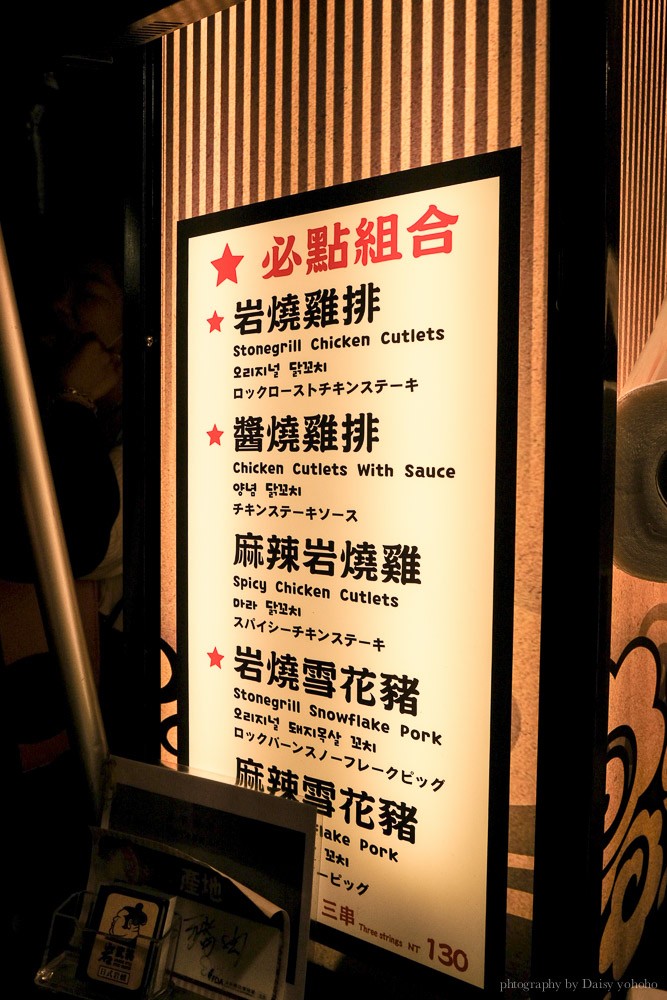 ★ 必點組合
★ 岩燒雞排
Stonegrill Chicken Cutlets
오리지널 닭꼬치
ロックローストチキンステーキ
★ 醬燒雞排
Chicken Cutlets With Sauce
양념 닭꼬치
チキンステーキソース
麻辣岩燒雞
Spicy Chicken Cutlets
마라 닭꼬치
スパイシーチキンステーキ
★ 岩燒雪花豬
Stonegrill Snowflake Pork
오리지널 돼지목살 꼬치
ロックバーンスノーフレークピッグ
麻辣雪花豬
flake Pork
꼬치
ーピッグ
三串 Three strings NT 130
產地
photography by Daisy yohoho